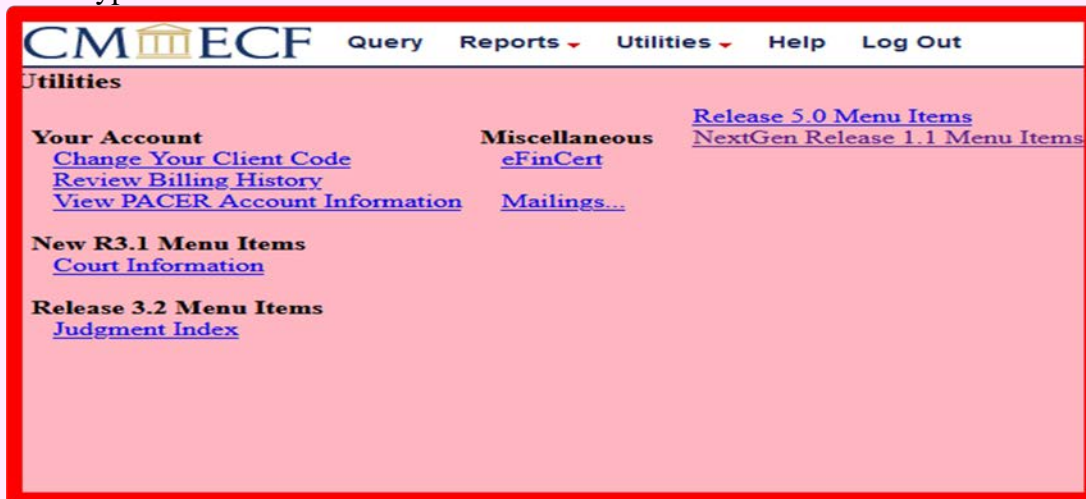 CM ECF Query Reports Utilities Help Log Out
Utilities
Your Account
Change Your Client Code
Review Billing History
View PACER Account Information
New R3.1 Menu Items
Court Information
Release 3.2 Menu Items
Judgment Index
Miscellaneous
eFinCert
Mailings...
Release 5.0 Menu Items
NextGen Release 1.1 Menu Items